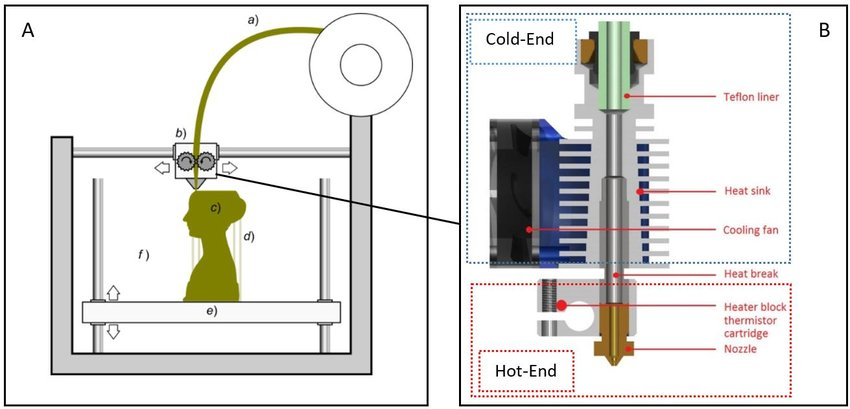 A
a)
b)
c)
d)
f)
e)
B
Cold-End
Teflon liner
Heat sink
Cooling fan
Heat break
Heater block
thermistor
cartridge
Nozzle
Hot-End